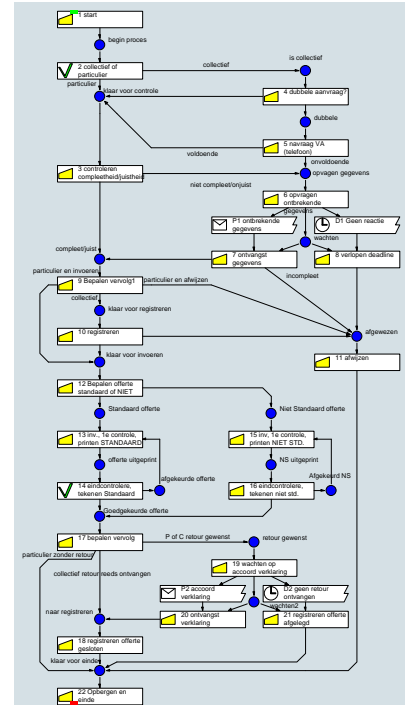 1 start
begin proces
is collectief
2 collectief of
particulier
collectief
particulier
klaar voor controle
4 dubbele aanvraag?
dubbele
5 navraag VA
(telefoon)
voldoende
onvoldoende
3 controleren
compleetheid/juistheid
opvagen gegevens
niet compleet/onjuist
6 opvragen
ontbrekende
gegevens
P1 ontbrekende
gegevens
D1 Geen reactie
wachten
compleet/juist
7 ontvangst
gegevens
8 verlopen deadline
particulier en invoeren
incompleet
9 Bepalen vervolg1
particulier en afwijzen
collectief
klaar voor registreren
afgewezen
10 registreren
klaar voor invoeren
11 afwijzen
12 Bepalen offerte
standaard of NIET
Standaard offerte
Niet Standaard offerte
13 inv., 1e controle,
printen STANDAARD
15 inv, 1e controle,
printen NIET STD.
offerte uitgeprint
NS uitgeprint
afgekeurde offerte
Afgekeurd NS
14 eindcontrolere,
tekenen Standaard
16 eindcontrolere,
tekenen niet std.
Goedgekeurde offerte
17 bepalen vervolg
P of C retour gewenst
retour gewenst
particulier zonder retour
19 wachten op
accoord verklaring
collectief retour reeds ontvangen
P2 accoord
verklaring
D2 geen retour
ontvangen
wachten2
naar registreren
20 ontvangst
verklaring
21 registreren offerte
afgelegd
18 registreren offerte
gesloten
klaar voor einde
22 Opbergen en
einde